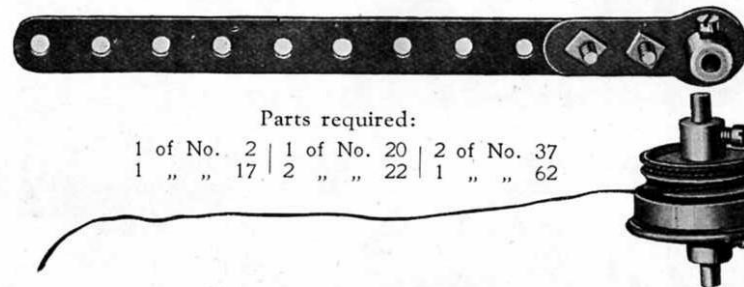 Parts required:
1 of No. 2 | 1 of No. 20 | 2 of No. 37
1 „ „ 17 | 2 „ „ 22 | 1 „ „ 62